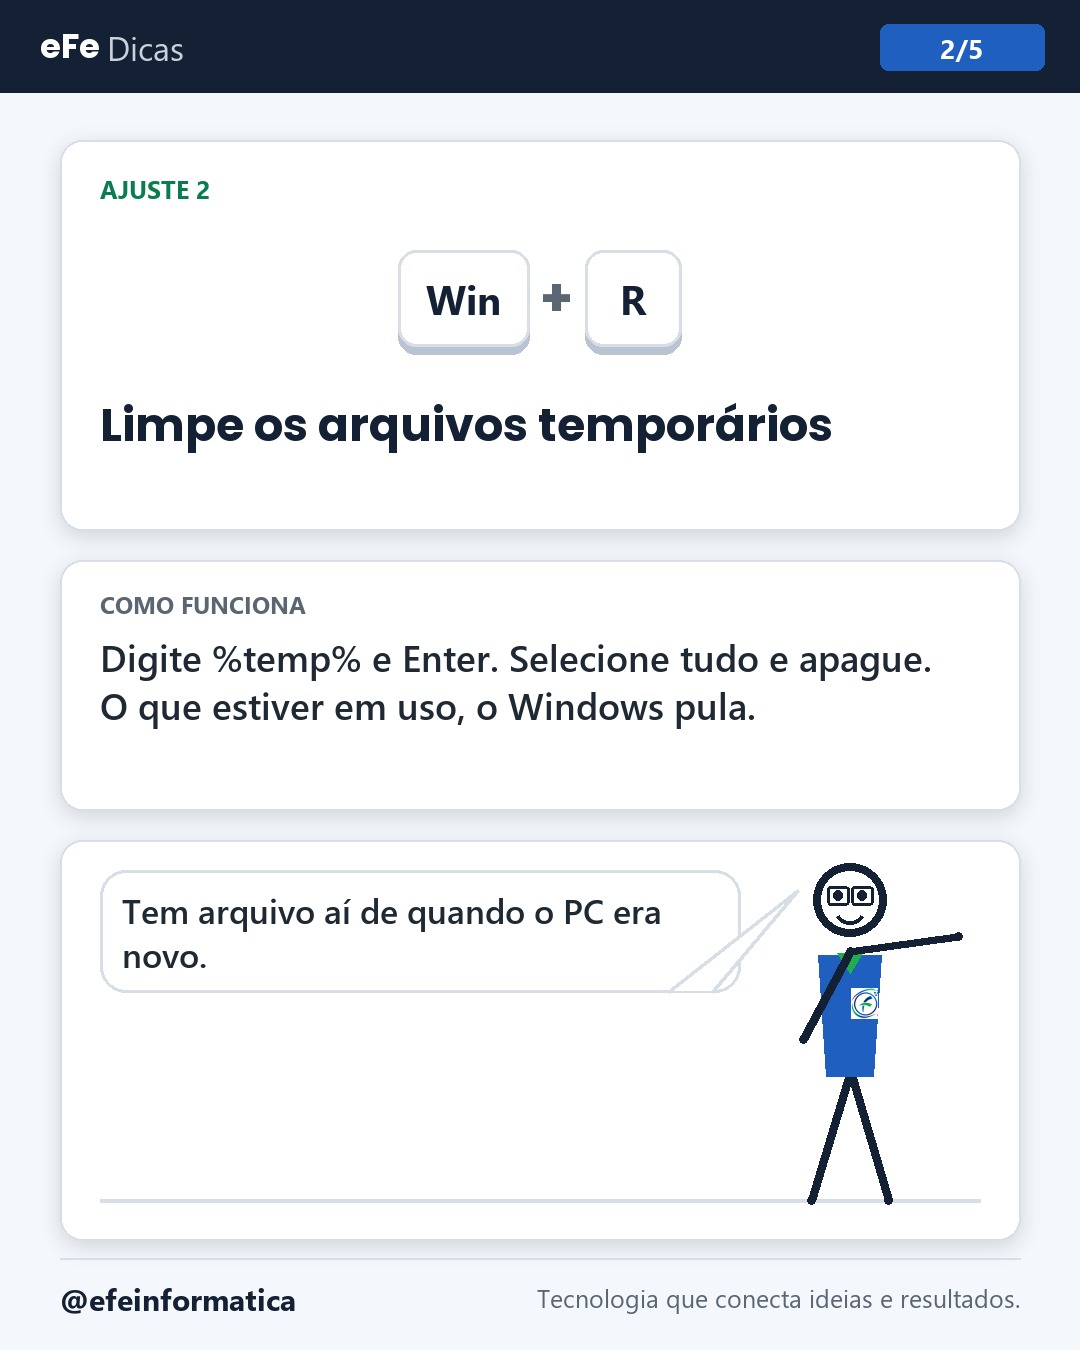 eFe Dicas
2/5
AJUSTE 2
Win + R
Limpe os arquivos temporários
COMO FUNCIONA
Digite %temp% e Enter. Selecione tudo e apague.
O que estiver em uso, o Windows pula.
Tem arquivo aí de quando o PC era
novo.
@efeinformatica
Tecnologia que conecta ideias e resultados.